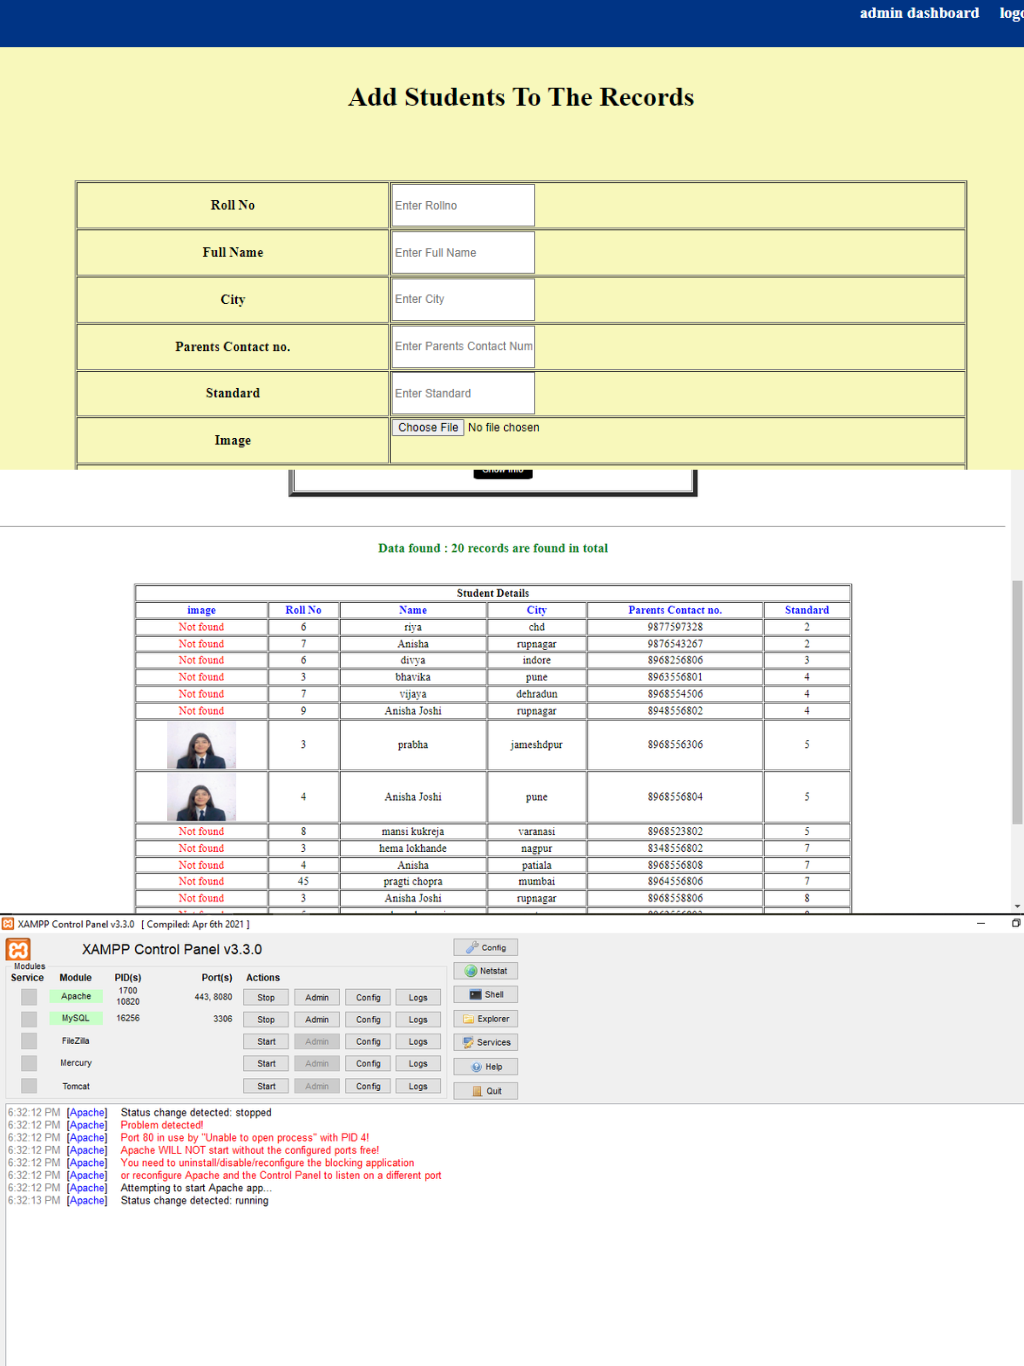 admin dashboard
Add Students To The Records
Roll No Enter Rollno
Full Name Enter Full Name
City Enter City
Parents Contact no. Enter Parents Contact Num
Standard Enter Standard
Image Choose File No file chosen
Show Info
Data found : 20 records are found in total
Student Details
image Roll No Name City Parents Contact no. Standard
Not found 6 riya chd 9877597328 2
Not found 7 Anisha rupnagar 9876543267 2
Not found 6 divya indore 8968256806 3
Not found 3 bhavika pune 8963556801 4
Not found 7 vijaya dehradun 8968554506 4
Not found 9 Anisha Joshi rupnagar 8948556802 4
3 prabha jameshdpur 8968556306 5
4 Anisha Joshi pune 8968556804 5
Not found 8 mansi kukreja varanasi 8968523802 5
Not found 3 hema lokhande nagpur 8348556802 7
Not found 4 Anisha patiala 8968556808 7
Not found 45 pragti chopra mumbai 8964556806 7
Not found 3 Anisha Joshi rupnagar 8968558806 8
XAMPP Control Panel v3.3.0 [ Compiled: Apr 6th 2021 ]
XAMPP Control Panel v3.3.0 Config
Modules
Service Module PID(s) Port(s) Actions Netstat
Apache 1700 10820 443, 8080 Stop Admin Config Logs Shell
MySQL 16256 3306 Stop Admin Config Logs Explorer
FileZilla Start Admin Config Logs Services
Mercury Start Admin Config Logs Help
Tomcat Start Admin Config Logs Quit
6:32:12 PM [Apache] Status change detected: stopped
6:32:12 PM [Apache] Problem detected!
6:32:12 PM [Apache] Port 80 in use by "Unable to open process" with PID 4!
6:32:12 PM [Apache] Apache WILL NOT start without the configured ports free!
6:32:12 PM [Apache] You need to uninstall/disable/reconfigure the blocking application
6:32:12 PM [Apache] or reconfigure Apache and the Control Panel to listen on a different port
6:32:12 PM [Apache] Attempting to start Apache app...
6:32:13 PM [Apache] Status change detected: running